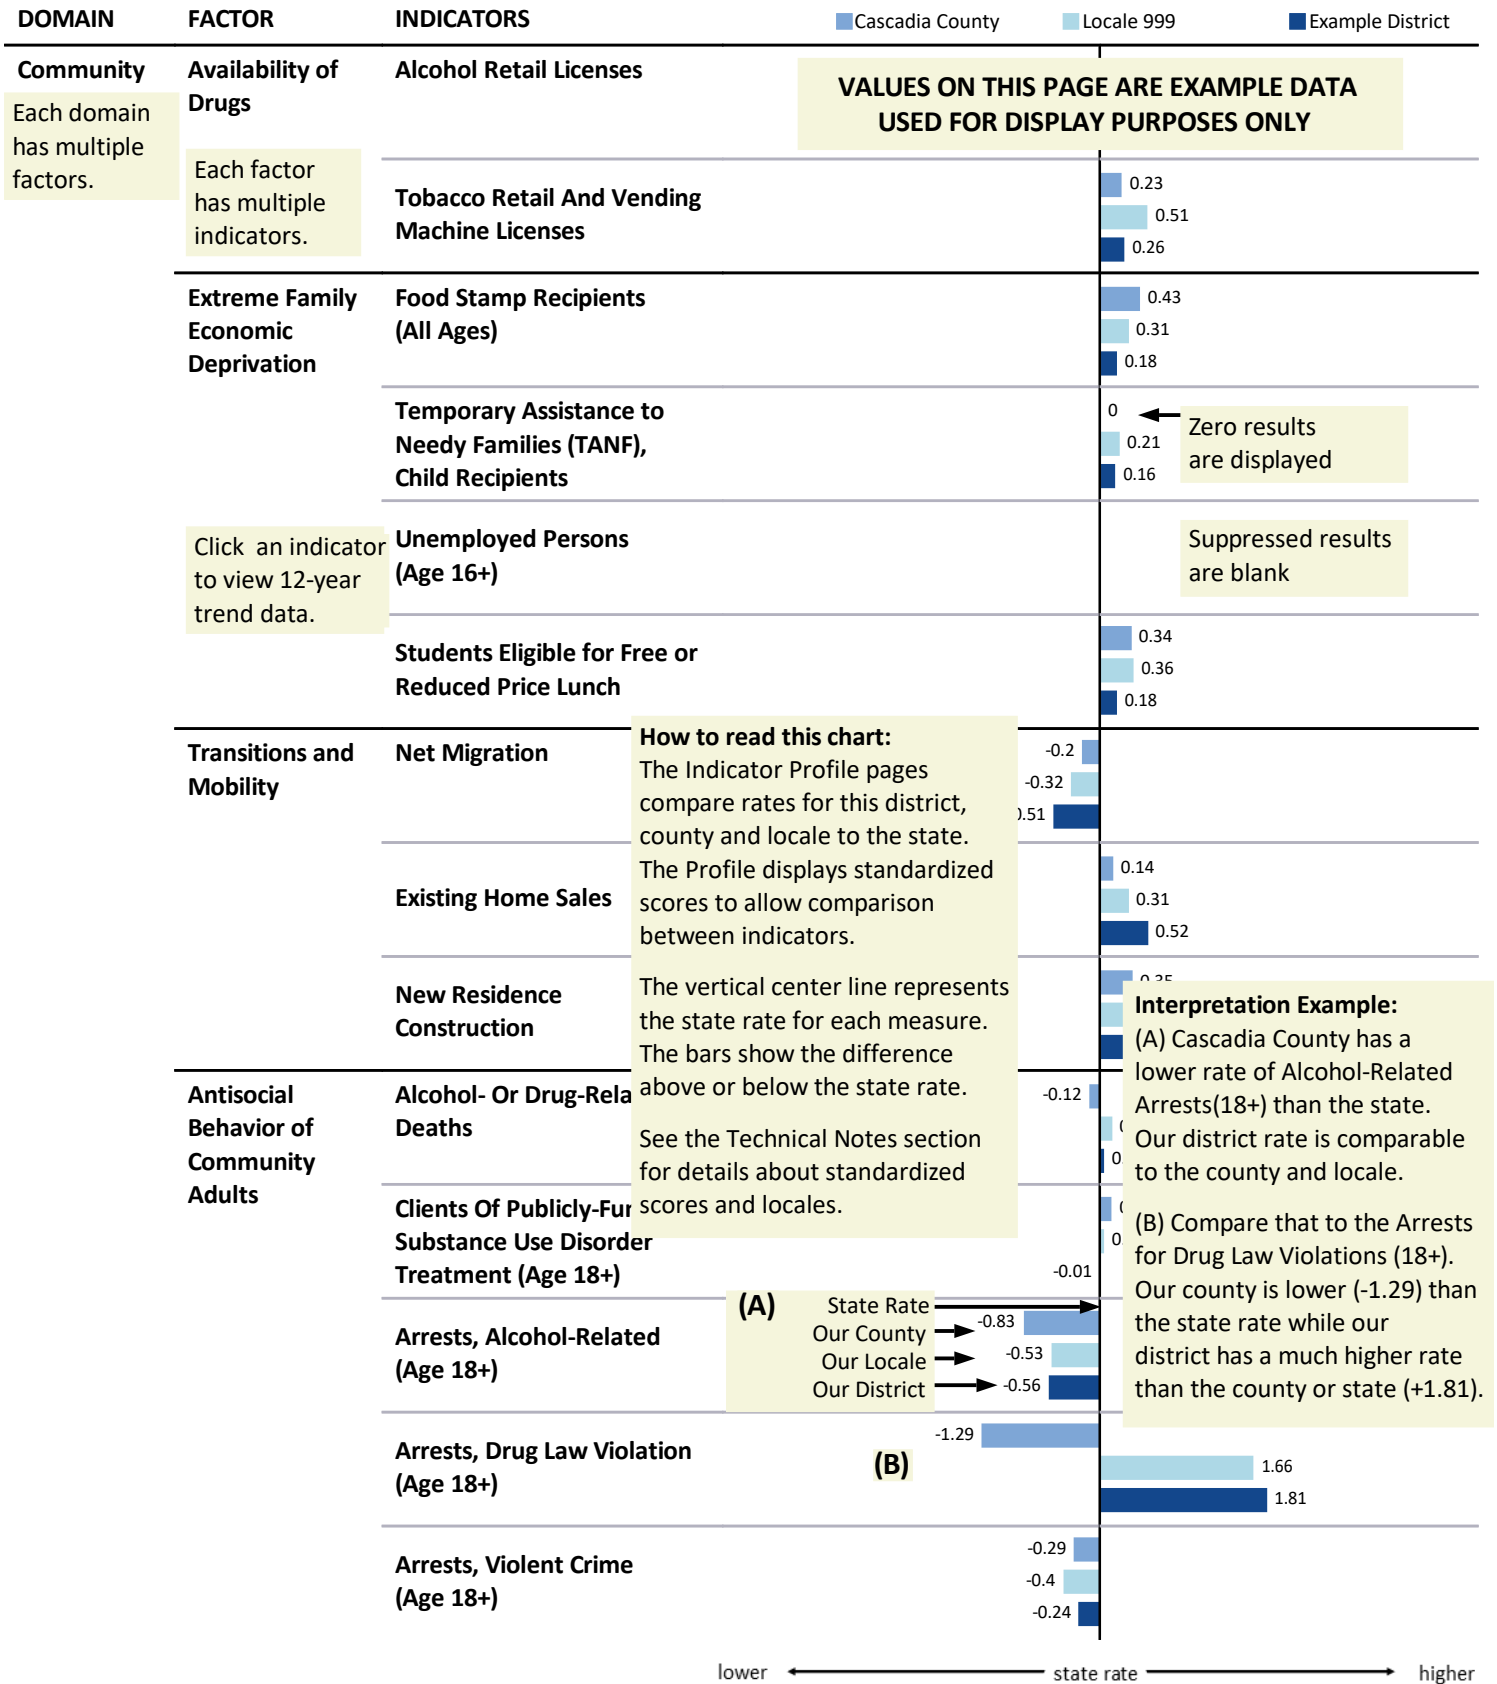 DOMAIN FACTOR INDICATORS Cascadia County Locale 999 Example District
Community
Each domain
has multiple
factors.
Availability of
Drugs
Each factor
has multiple
indicators.
Alcohol Retail Licenses
VALUES ON THIS PAGE ARE EXAMPLE DATA
USED FOR DISPLAY PURPOSES ONLY
Tobacco Retail And Vending
Machine Licenses
0.23
0.51
0.26
Extreme Family
Economic
Deprivation
Food Stamp Recipients
(All Ages)
0.43
0.31
0.18
Temporary Assistance to
Needy Families (TANF),
Child Recipients
0
0.21
0.16
Zero results
are displayed
Click an indicator
to view 12-year
trend data.
Unemployed Persons
(Age 16+)
Suppressed results
are blank
Students Eligible for Free or
Reduced Price Lunch
0.34
0.36
0.18
Transitions and
Mobility
Net Migration
-0.2
-0.32
.51
How to read this chart:
The Indicator Profile pages
compare rates for this district,
county and locale to the state.
The Profile displays standardized
scores to allow comparison
between indicators.
The vertical center line represents
the state rate for each measure.
The bars show the difference
above or below the state rate.
See the Technical Notes section
for details about standardized
scores and locales.
Existing Home Sales
0.14
0.31
0.52
New Residence
Construction
Interpretation Example:
(A) Cascadia County has a
lower rate of Alcohol-Related
Arrests(18+) than the state.
Our district rate is comparable
to the county and locale.
(B) Compare that to the Arrests
for Drug Law Violations (18+).
Our county is lower (-1.29) than
the state rate while our
district has a much higher rate
than the county or state (+1.81).
Antisocial
Behavior of
Community
Adults
Alcohol- Or Drug-Rela
Deaths
-0.12
0.
Clients Of Publicly-Fu
Substance Use Disorder
Treatment (Age 18+)
0.
-0.01
Arrests, Alcohol-Related
(Age 18+)
(A) State Rate
Our County -0.83
Our Locale -0.53
Our District -0.56
Arrests, Drug Law Violation
(Age 18+)
(B)
-1.29
1.66
1.81
Arrests, Violent Crime
(Age 18+)
-0.29
-0.4
-0.24
lower state rate higher